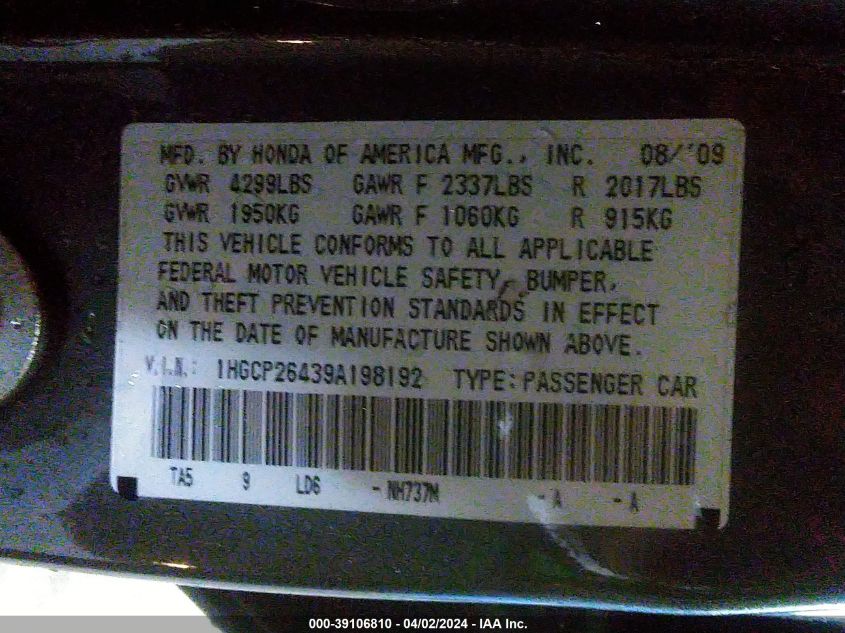 MFD. BY HONDA OF AMERICA MFG., INC. 08/'09
GVWR 4299LBS GAWR F 2337LBS R 2017LBS
GVWR 1950KG GAWR F 1060KG R 915KG
THIS VEHICLE CONFORMS TO ALL APPLICABLE
FEDERAL MOTOR VEHICLE SAFETY, BUMPER,
AND THEFT PREVENTION STANDARDS IN EFFECT
ON THE DATE OF MANUFACTURE SHOWN ABOVE.
V.I.N.: 1HGCP26439A198192 TYPE:PASSENGER CAR
TA5 9 LD6 -NH737M -A -A
000-39106810 - 04/02/2024 - IAA Inc.